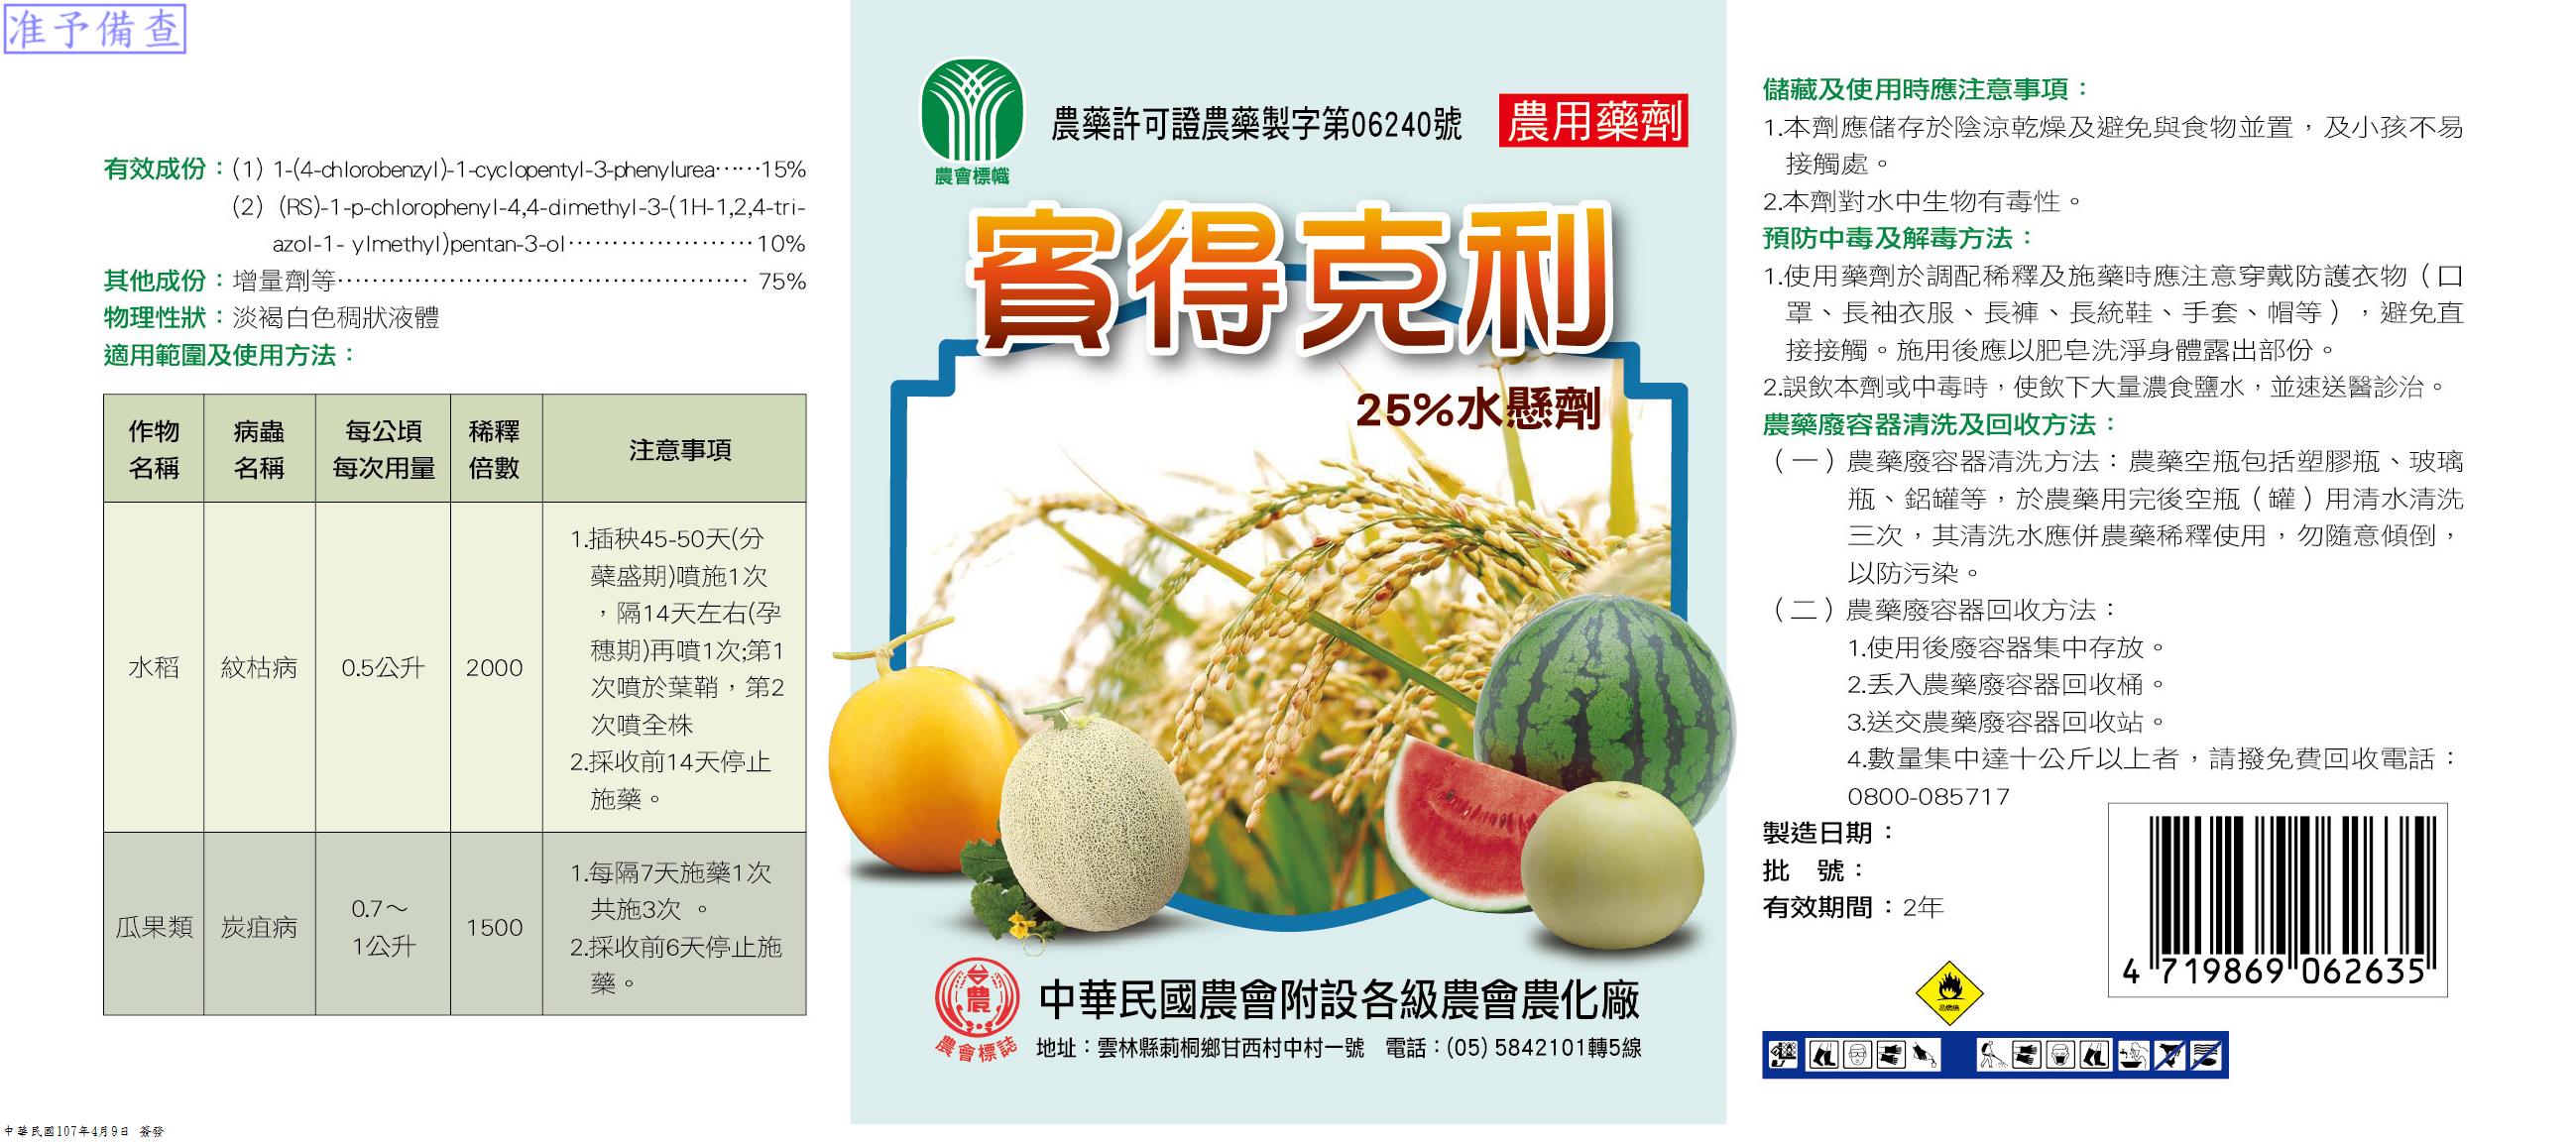 准予備查
有效成份：(1) 1-(4-chlorobenzyl)-1-cyclopentyl-3-phenylurea……15%
(2) (RS)-1-p-chlorophenyl-4,4-dimethyl-3-(1H-1,2,4-tri-
azol-1- ylmethyl)pentan-3-ol……………………10%
其他成份：增量劑等………………………………………… 75%
物理性狀：淡褐白色稠狀液體
適用範圍及使用方法：
作物名稱 病蟲名稱 每公頃每次用量 稀釋倍數 注意事項
水稻 紋枯病 0.5公升 2000
1.插秧45-50天(分
蘗盛期)噴施1次
，隔14天左右(孕
穗期)再噴1次;第1
次噴於葉鞘，第2
次噴全株
2.採收前14天停止
施藥。
瓜果類 炭疽病 0.7～1公升 1500
1.每隔7天施藥1次
共施3次 。
2.採收前6天停止施
藥。
中華民國107年4月9日 簽發
農會標幟
農藥許可證農藥製字第06240號
農用藥劑
賓得克利
25%水懸劑
農會標誌
中華民國農會附設各級農會農化廠
地址：雲林縣莿桐鄉甘西村中村一號 電話：(05) 5842101轉5線
儲藏及使用時應注意事項：
1.本劑應儲存於陰涼乾燥及避免與食物並置，及小孩不易
接觸處。
2.本劑對水中生物有毒性。
預防中毒及解毒方法：
1.使用藥劑於調配稀釋及施藥時應注意穿戴防護衣物（口
罩、長袖衣服、長褲、長統鞋、手套、帽等），避免直
接接觸。施用後應以肥皂洗淨身體露出部份。
2.誤飲本劑或中毒時，使飲下大量濃食鹽水，並速送醫診治。
農藥廢容器清洗及回收方法：
（一）農藥廢容器清洗方法：農藥空瓶包括塑膠瓶、玻璃
瓶、鋁罐等，於農藥用完後空瓶（罐）用清水清洗
三次，其清洗水應併農藥稀釋使用，勿隨意傾倒，
以防污染。
（二）農藥廢容器回收方法：
1.使用後廢容器集中存放。
2.丟入農藥廢容器回收桶。
3.送交農藥廢容器回收站。
4.數量集中達十公斤以上者，請撥免費回收電話：
0800-085717
製造日期：
批 號：
有效期間：2年
4 719869 062635